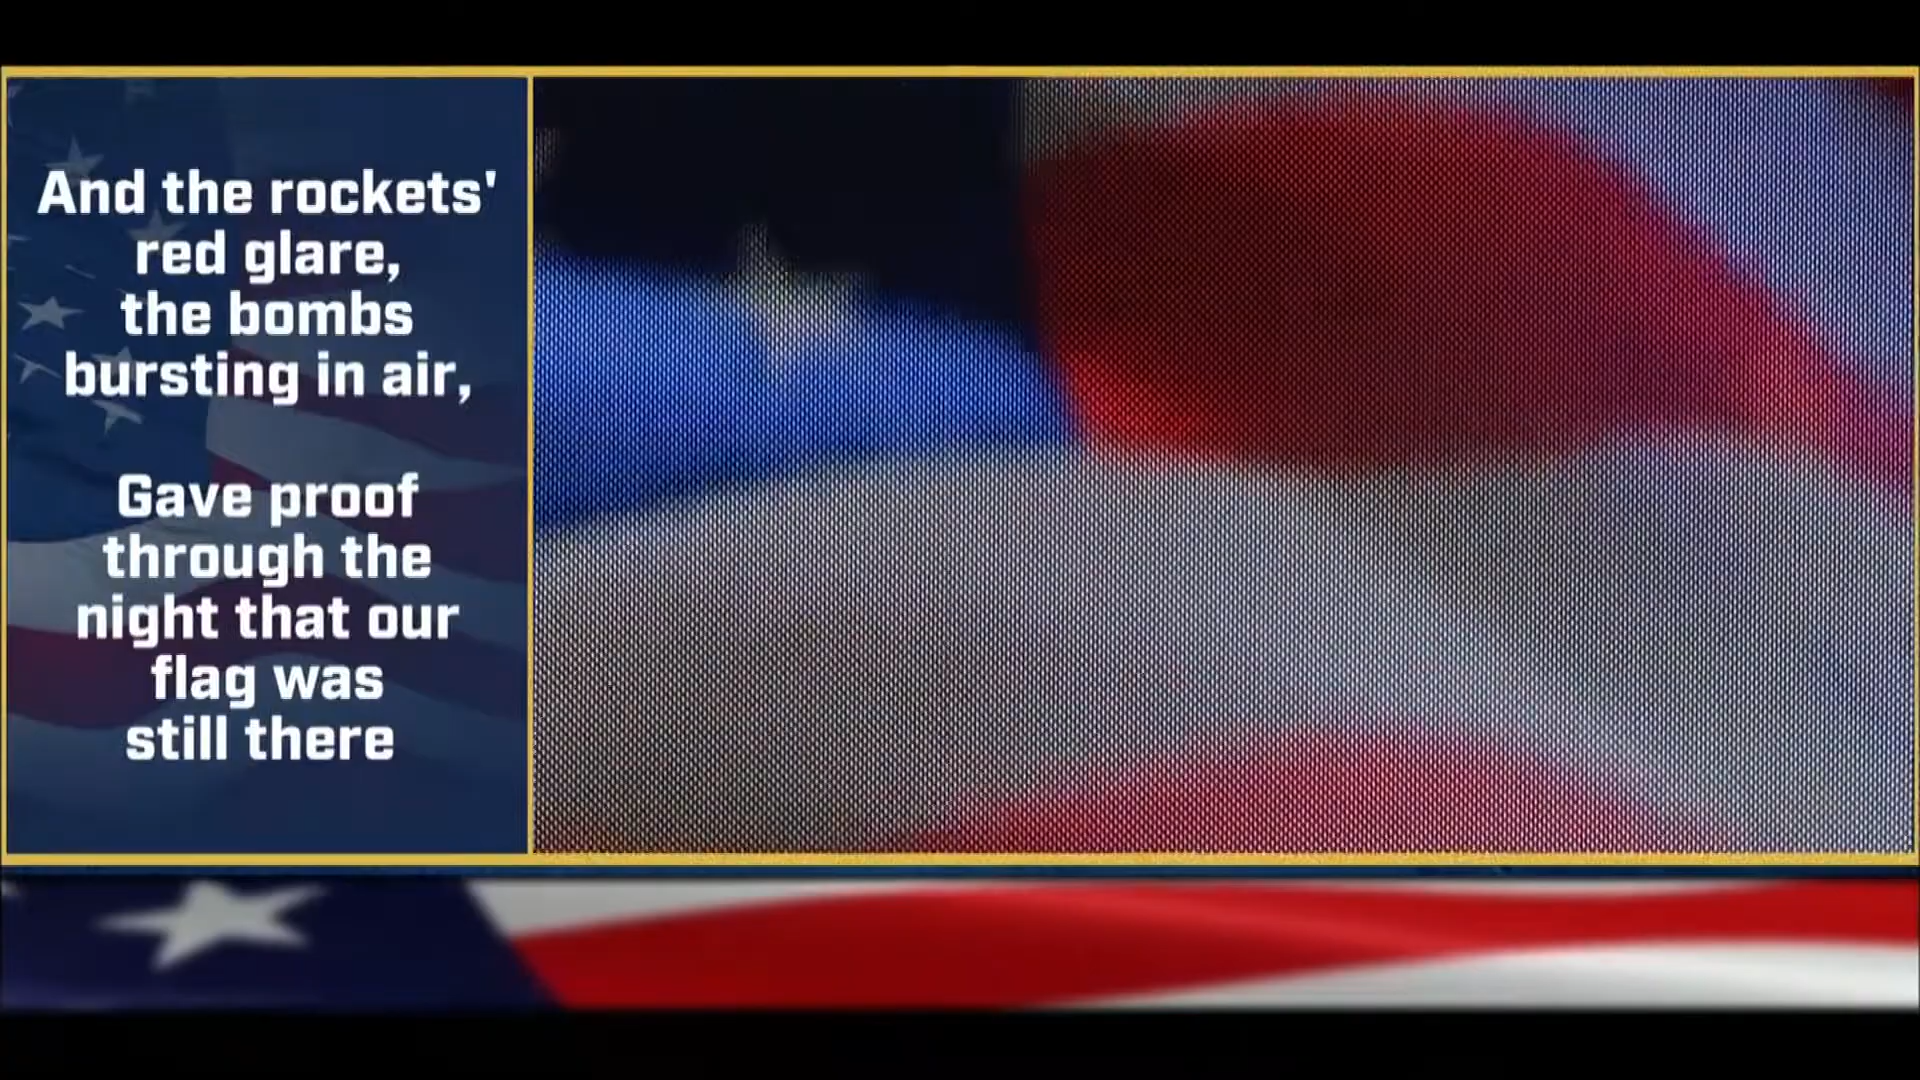 And the rockets'
red glare,
the bombs
bursting in air,
Gave proof
through the
night that our
flag was
still there